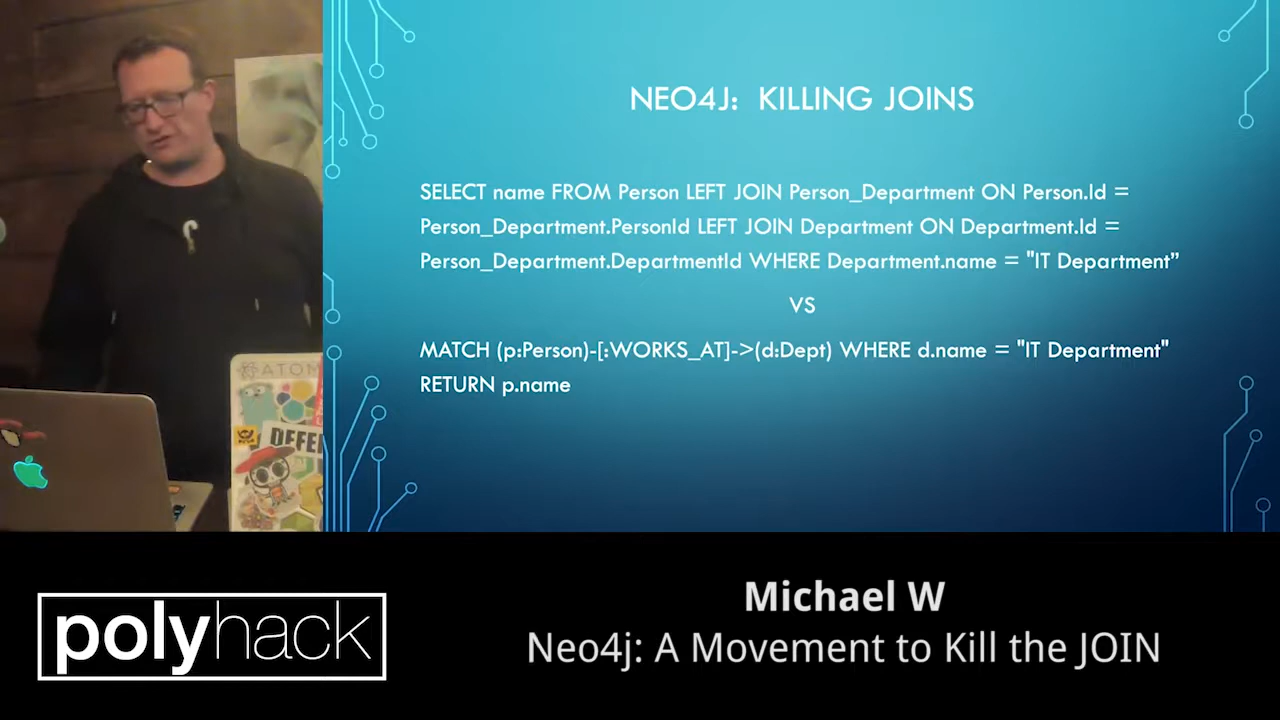 NEO4J: KILLING JOINS
SELECT name FROM Person LEFT JOIN Person_Department ON Person.Id =
Person_Department.PersonId LEFT JOIN Department ON Department.Id =
Person_Department.DepartmentId WHERE Department.name = "IT Department”
VS
MATCH (p:Person)-[:WORKS_AT]->(d:Dept) WHERE d.name = "IT Department"
RETURN p.name
ATOM
DEFE
polyhack
Michael W
Neo4j: A Movement to Kill the JOIN